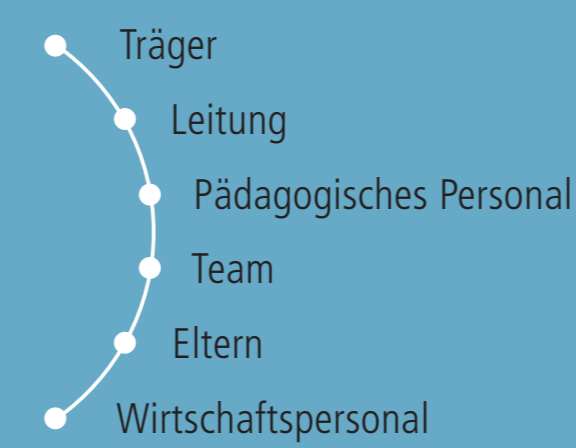 Träger
Leitung
Pädagogisches Personal
Team
Eltern
Wirtschaftspersonal